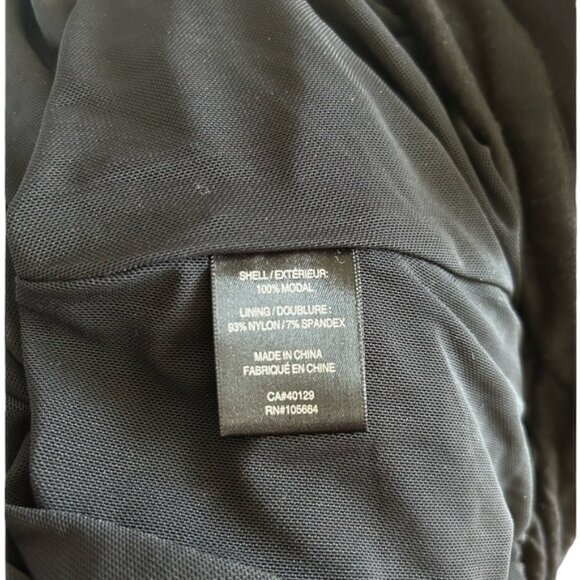 SHELL / EXTÉRIEUR:
100% MODAL
LINING / DOUBLURE :
93% NYLON / 7% SPANDEX
MADE IN CHINA
FABRIQUÉ EN CHINE
CA#40129
RN#105664